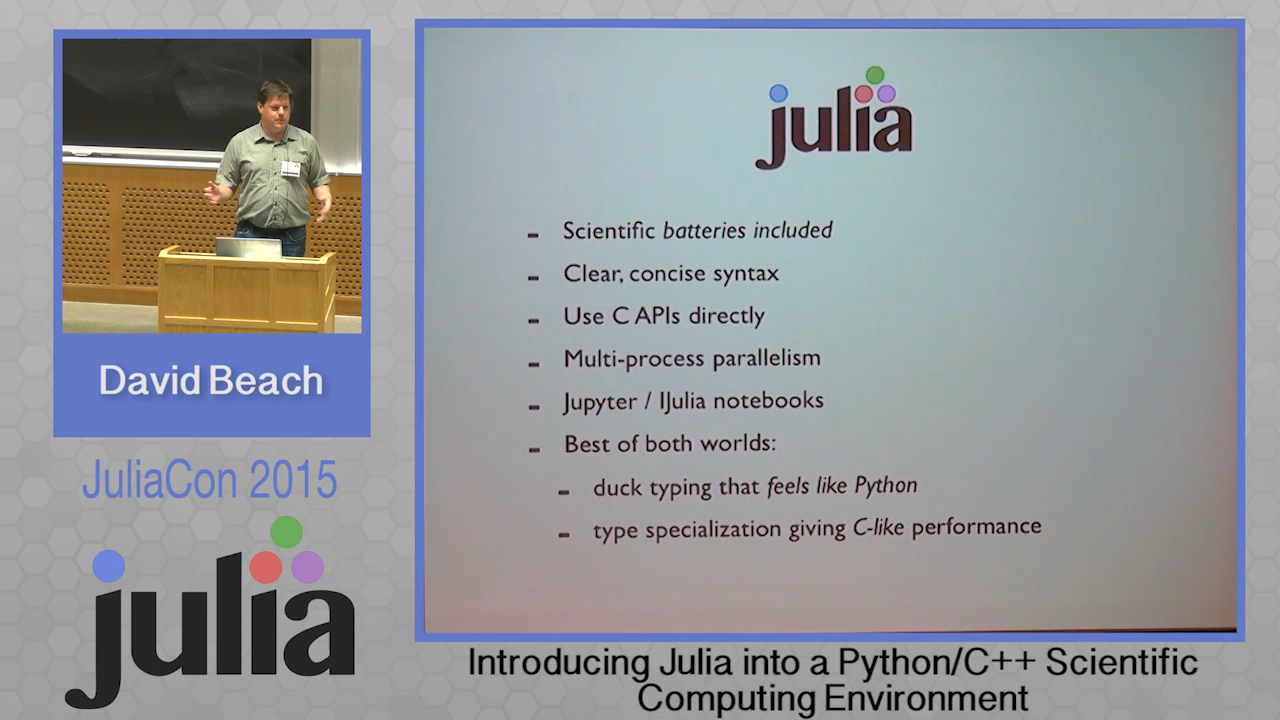 David Beach
JuliaCon 2015
julia
julia
- Scientific batteries included
- Clear, concise syntax
- Use C APIs directly
- Multi-process parallelism
- Jupyter / IJulia notebooks
- Best of both worlds:
- duck typing that feels like Python
- type specialization giving C-like performance
Introducing Julia into a Python/C++ Scientific
Computing Environment